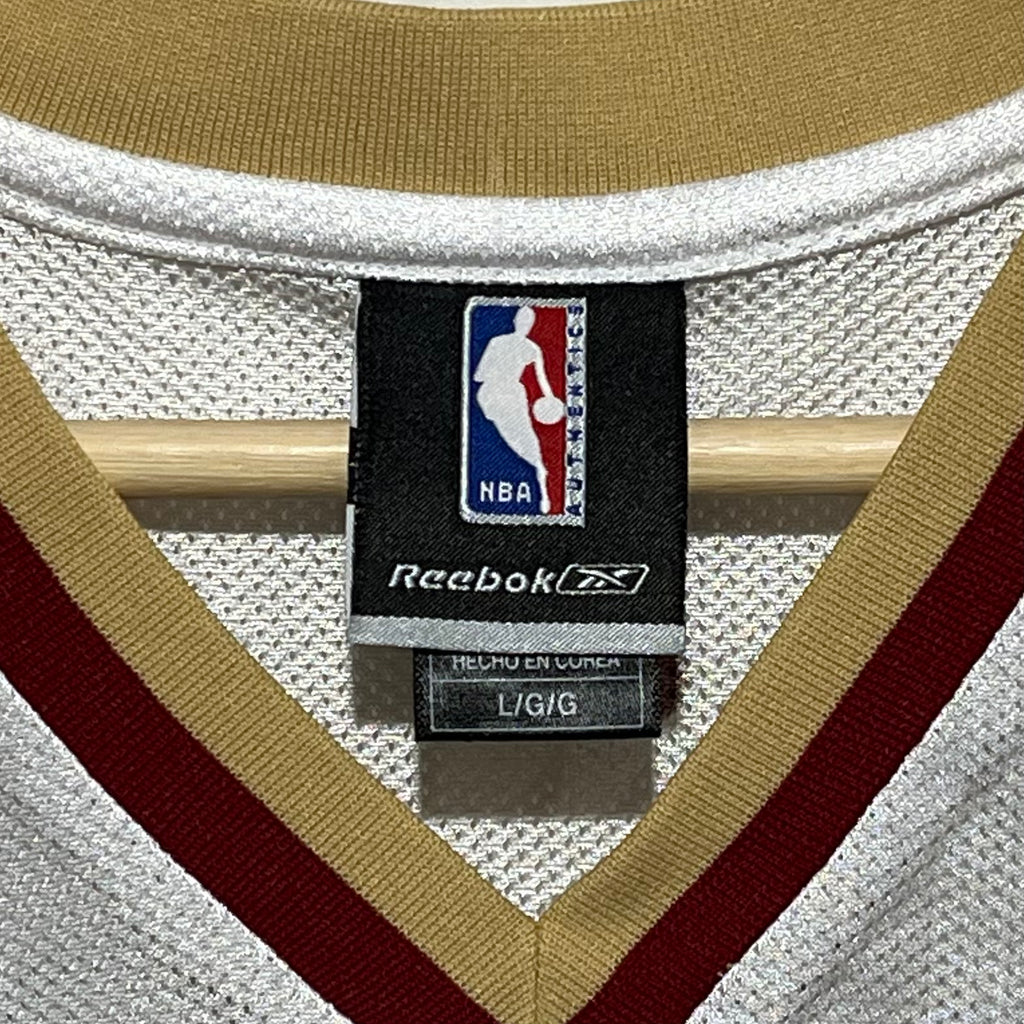 NBA
AUTHENTICS
Reebok
HECHO EN COREA
L/G/G